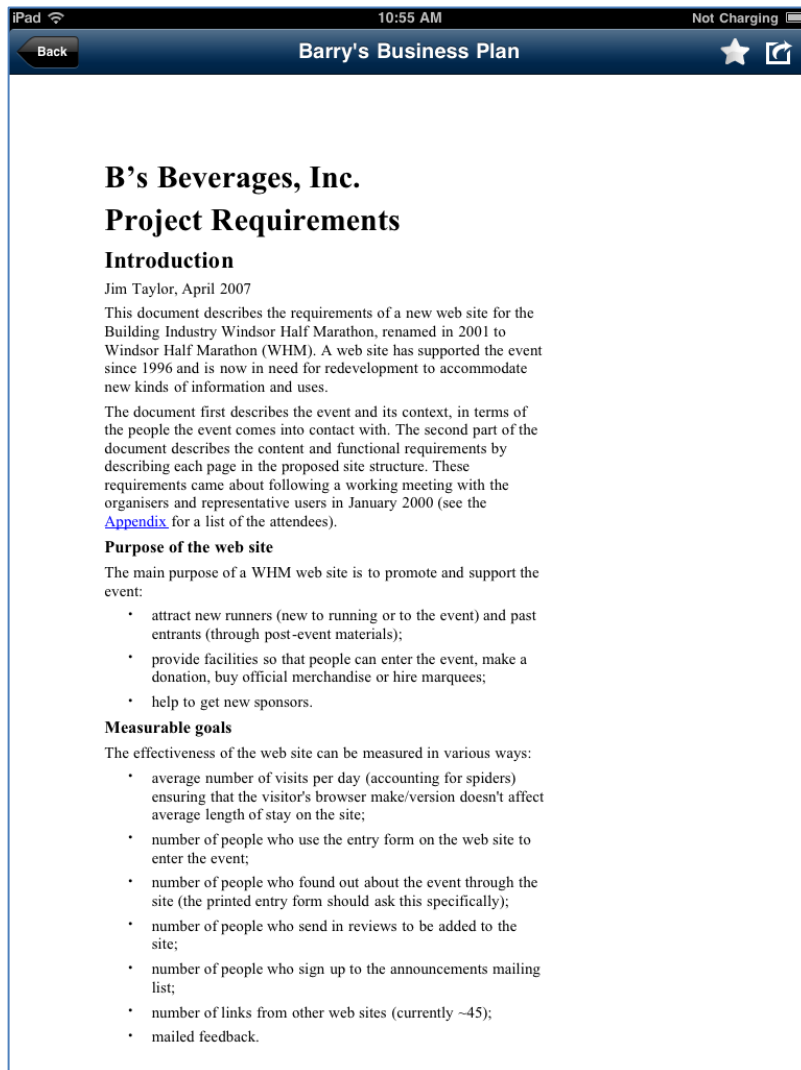 iPad 10:55 AM Not Charging
Back Barry's Business Plan
B’s Beverages, Inc.
Project Requirements
Introduction
Jim Taylor, April 2007
This document describes the requirements of a new web site for the
Building Industry Windsor Half Marathon, renamed in 2001 to
Windsor Half Marathon (WHM). A web site has supported the event
since 1996 and is now in need for redevelopment to accommodate
new kinds of information and uses.
The document first describes the event and its context, in terms of
the people the event comes into contact with. The second part of the
document describes the content and functional requirements by
describing each page in the proposed site structure. These
requirements came about following a working meeting with the
organisers and representative users in January 2000 (see the
Appendix for a list of the attendees).
Purpose of the web site
The main purpose of a WHM web site is to promote and support the
event:
• attract new runners (new to running or to the event) and past
entrants (through post-event materials);
• provide facilities so that people can enter the event, make a
donation, buy official merchandise or hire marquees;
• help to get new sponsors.
Measurable goals
The effectiveness of the web site can be measured in various ways:
• average number of visits per day (accounting for spiders)
ensuring that the visitor's browser make/version doesn't affect
average length of stay on the site;
• number of people who use the entry form on the web site to
enter the event;
• number of people who found out about the event through the
site (the printed entry form should ask this specifically);
• number of people who send in reviews to be added to the
site;
• number of people who sign up to the announcements mailing
list;
• number of links from other web sites (currently ~45);
• mailed feedback.